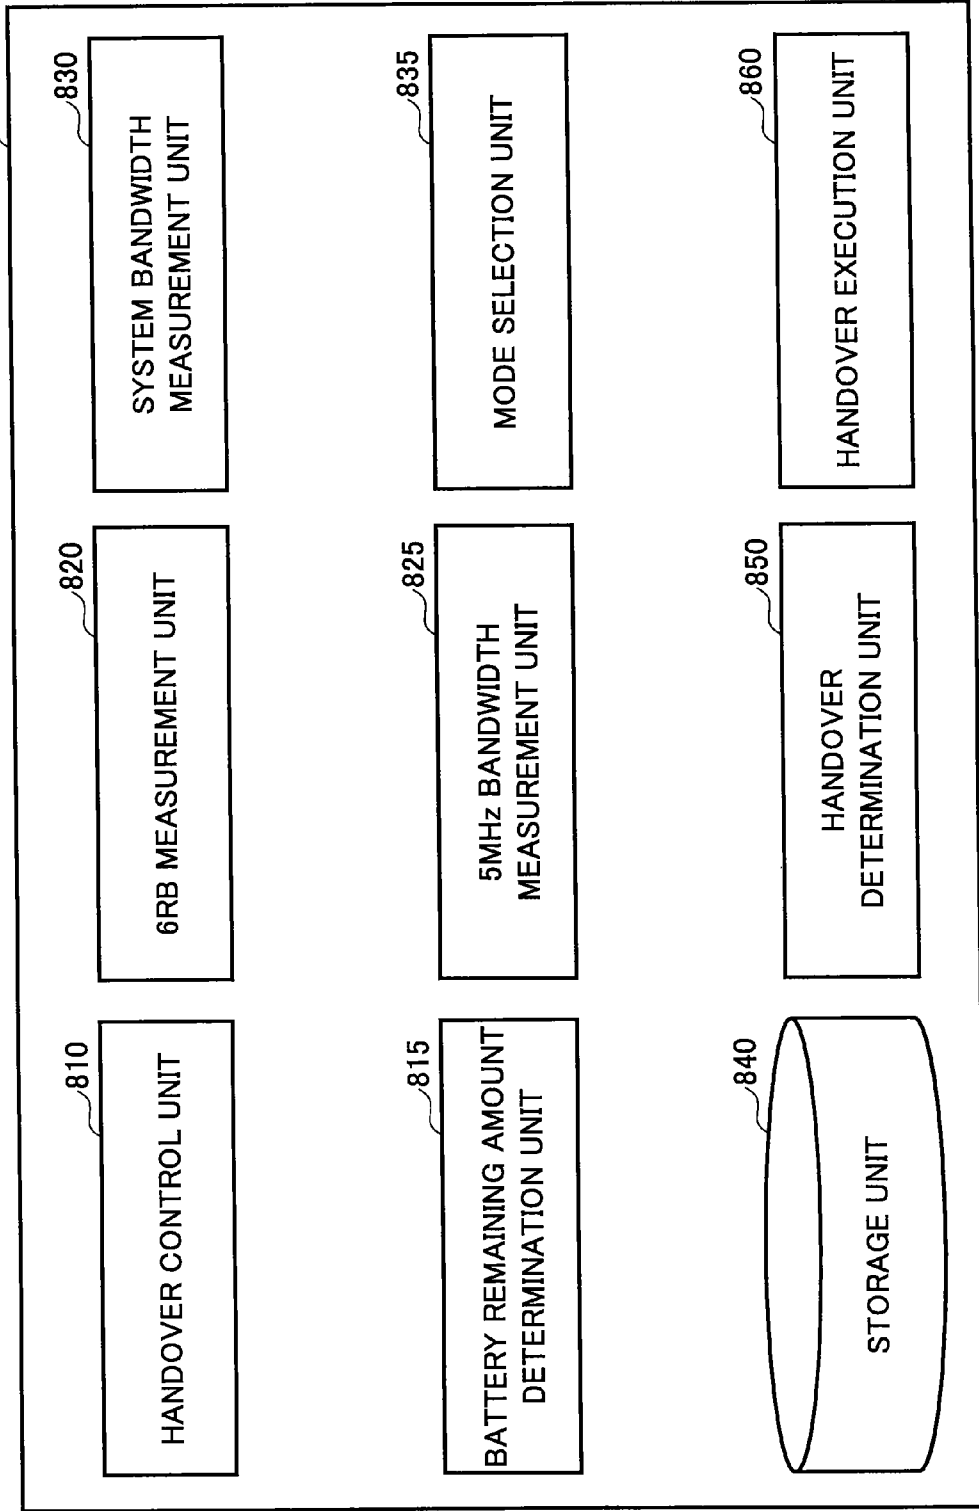 810
HANDOVER CONTROL UNIT
820
6RB MEASUREMENT UNIT
830
SYSTEM BANDWIDTH
MEASUREMENT UNIT
815
BATTERY REMAINING AMOUNT
DETERMINATION UNIT
825
5MHz BANDWIDTH
MEASUREMENT UNIT
835
MODE SELECTION UNIT
840
STORAGE UNIT
850
HANDOVER
DETERMINATION UNIT
860
HANDOVER EXECUTION UNIT